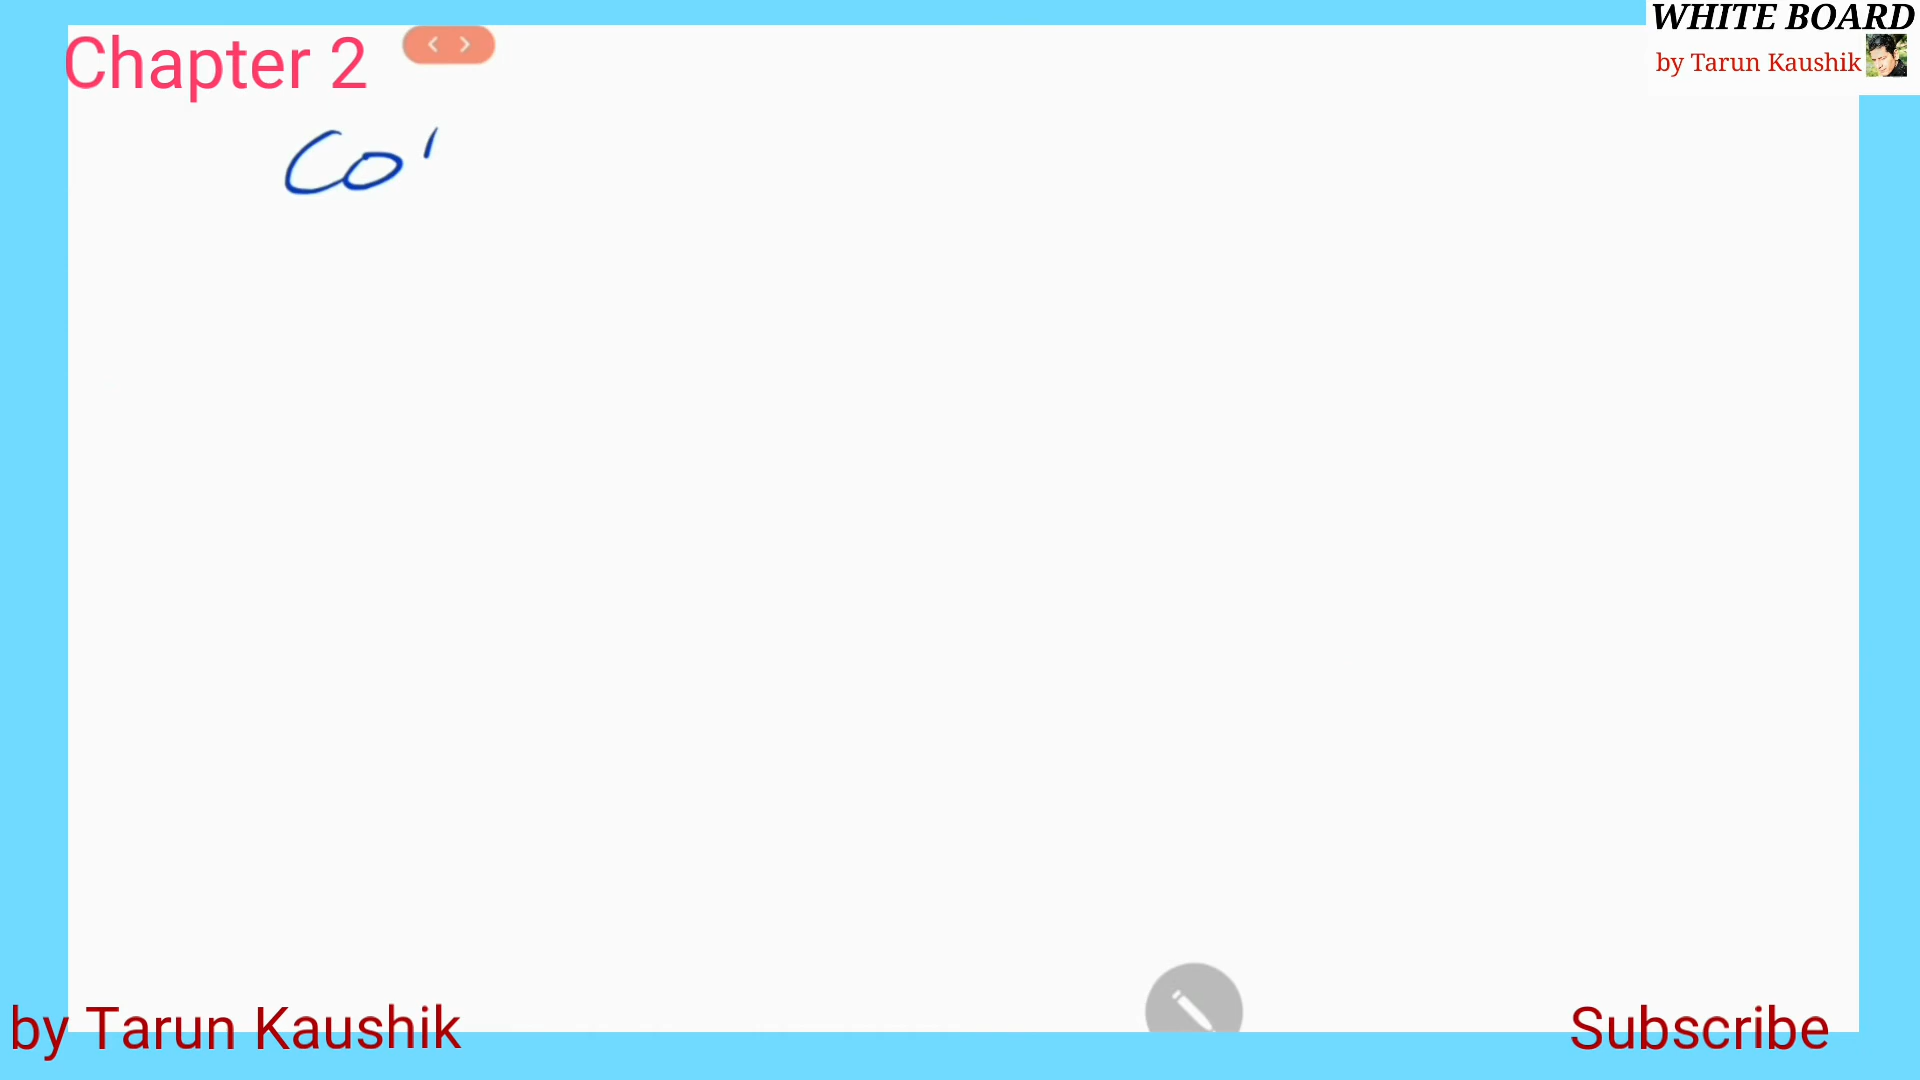 WHITE BOARD
by Tarun Kaushik
Chapter 2
Co'
by Tarun Kaushik
Subscribe